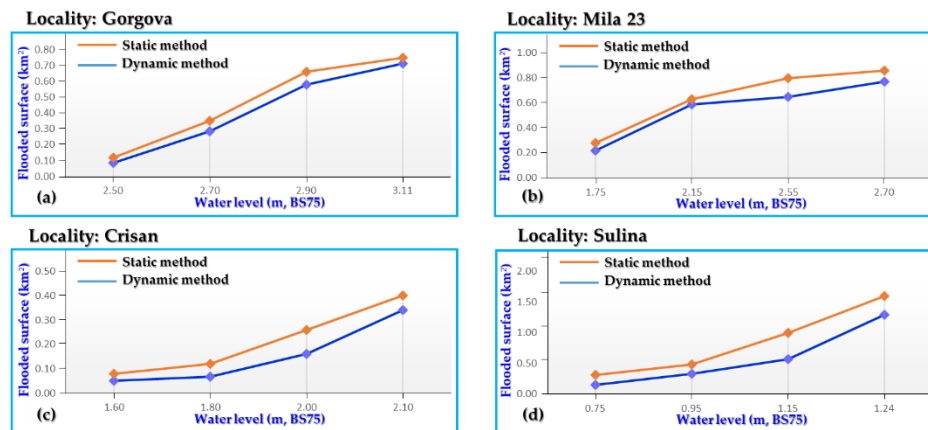 Locality: Gorgova
Static method
Dynamic method
Flooded surface (km²)
0.80
0.70
0.60
0.50
0.40
0.30
0.20
0.10
0.00
2.50 2.70 2.90 3.11
(a)
Water level (m, BS75)
Locality: Mila 23
Static method
Dynamic method
Flooded surface (km²)
1.00
0.80
0.60
0.40
0.20
0.00
1.75 2.15 2.55 2.70
(b)
Water level (m, BS75)
Locality: Crisan
Static method
Dynamic method
Flooded surface (km²)
0.50
0.40
0.30
0.20
0.10
0.00
1.60 1.80 2.00 2.10
(c)
Water level (m, BS75)
Locality: Sulina
Static method
Dynamic method
Flooded surface (km²)
2.00
1.50
1.00
0.50
0.00
0.75 0.95 1.15 1.24
(d)
Water level (m, BS75)